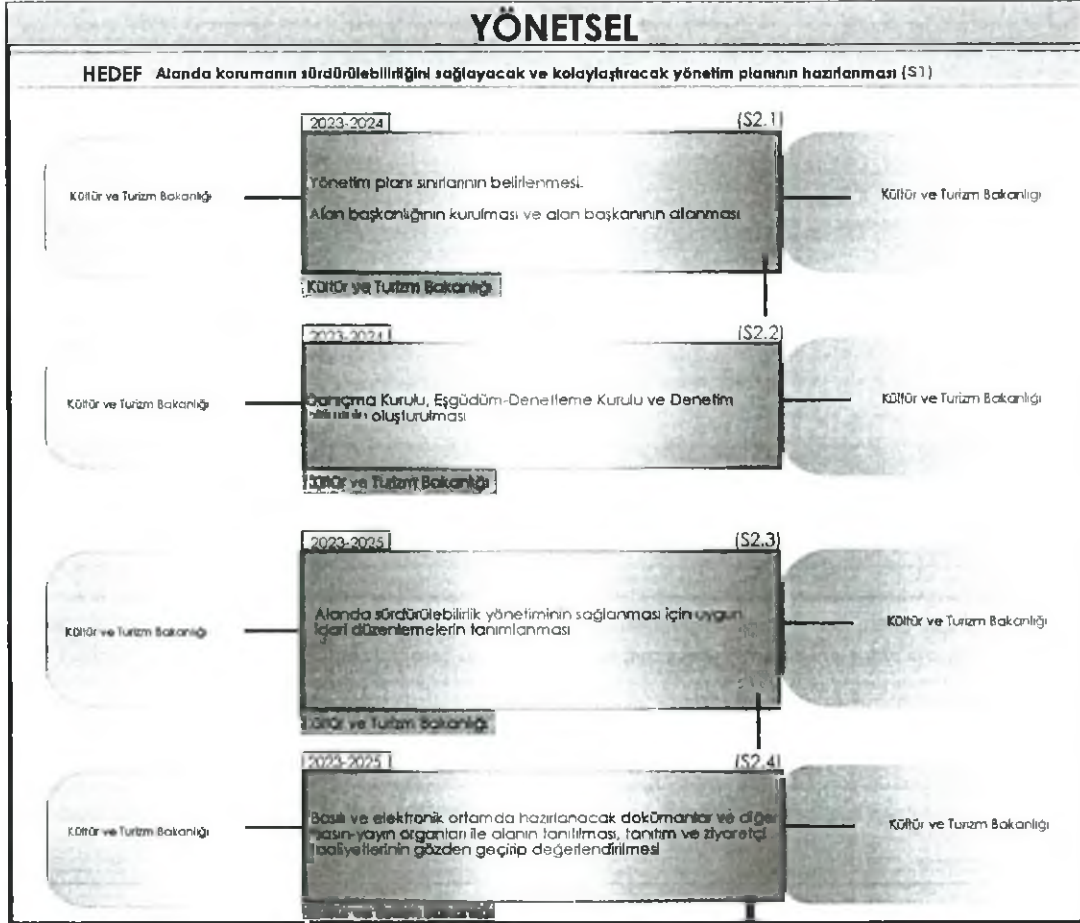 YÖNETSEL
HEDEF Alanda korumanın sürdürülebilirliğini sağlayacak ve kolaylaştıracak yönetim planının hazırlanması (S1)
2023-2024 (S2.1)
Kültür ve Turizm Bakanlığı
Yönetim planı sınırlarının belirlenmesi.
Alan başkanlığının kurulması ve alan başkanının atanması
Kültür ve Turizm Bakanlığı
Kültür ve Turizm Bakanlığı
2023-2024 (S2.2)
Kültür ve Turizm Bakanlığı
Danışma Kurulu, Eşgüdüm-Denetleme Kurulu ve Denetim
oluşturulması
Kültür ve Turizm Bakanlığı
Kültür ve Turizm Bakanlığı
2023-2025 (S2.3)
Kültür ve Turizm Bakanlığı
Alanda sürdürülebilirlik yönetiminin sağlanması için uygun
idari düzenlemelerin tanımlanması
Kültür ve Turizm Bakanlığı
Kültür ve Turizm Bakanlığı
2023-2025 (S2.4)
Kültür ve Turizm Bakanlığı
Basılı ve elektronik ortamda hazırlanacak dokümanlar ve diğer
basın-yayın organları ile alanın tanıtılması, tanıtım ve ziyaretçi
faaliyetlerinin gözden geçirip değerlendirilmesi
Kültür ve Turizm Bakanlığı